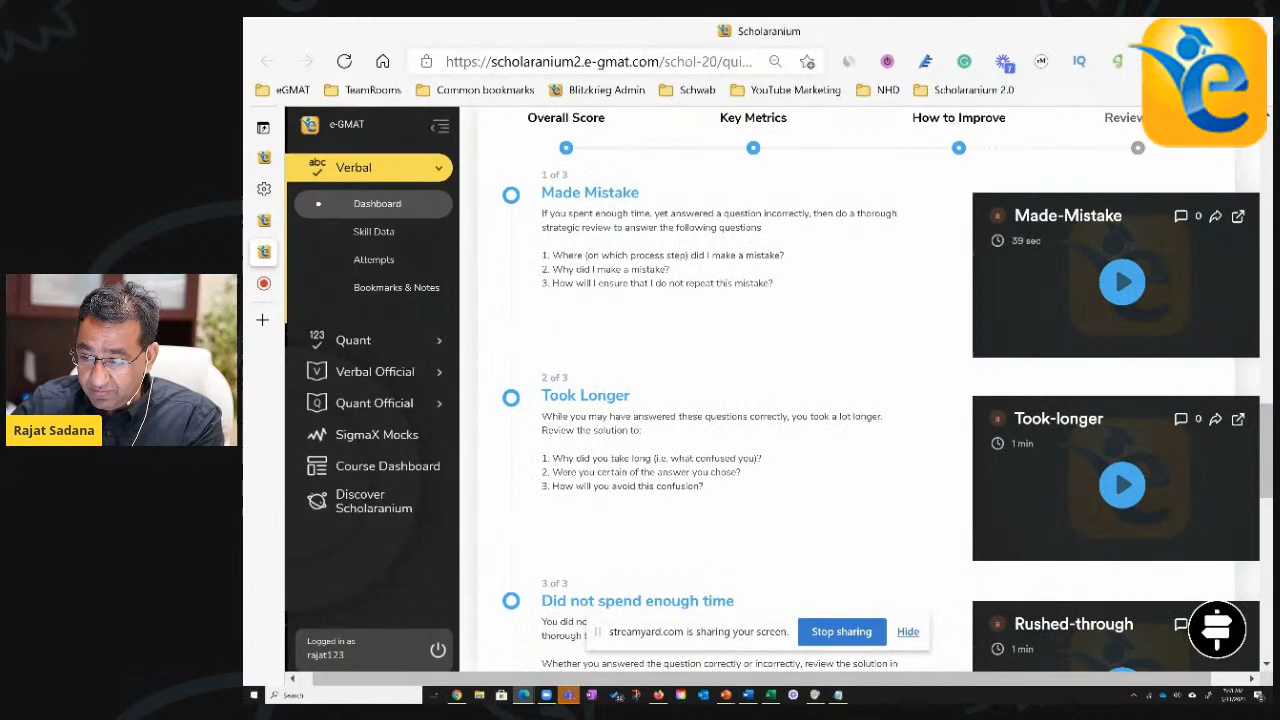 Scholaranium
https://scholaranium2.e-gmat.com/schol-20/qui...
eGMAT
TeamRooms
Common bookmarks
Blitzkrieg Admin
Schwab
YouTube Marketing
NHD
Scholaranium 2.0
e-GMAT
abc
Verbal
Dashboard
Skill Data
Attempts
Bookmarks & Notes
123
Quant
V
Verbal Official
Q
Quant Official
SigmaX Mocks
Course Dashboard
Discover
Scholaranium
Logged in as
rajat123
Overall Score
Key Metrics
How to Improve
Review
1 of 3
Made Mistake
If you spent enough time, yet answered a question incorrectly, then do a thorough
strategic review to answer the following questions
1. Where (on which process step) did I make a mistake?
2. Why did I make a mistake?
3. How will I ensure that I do not repeat this mistake?
a Made-Mistake 0
39 sec
2 of 3
Took Longer
While you may have answered these questions correctly, you took a lot longer.
Review the solution to:
1. Why did you take long (i.e. what confused you)?
2. Were you certain of the answer you chose?
3. How will you avoid this confusion?
a Took-longer 0
1 min
3 of 3
Did not spend enough time
You did no
thorough
Whether you answered the question correctly or incorrectly, review the solution in
a Rushed-through
1 min
streamyard.com is sharing your screen.
Stop sharing
Hide
Rajat Sadana
Search